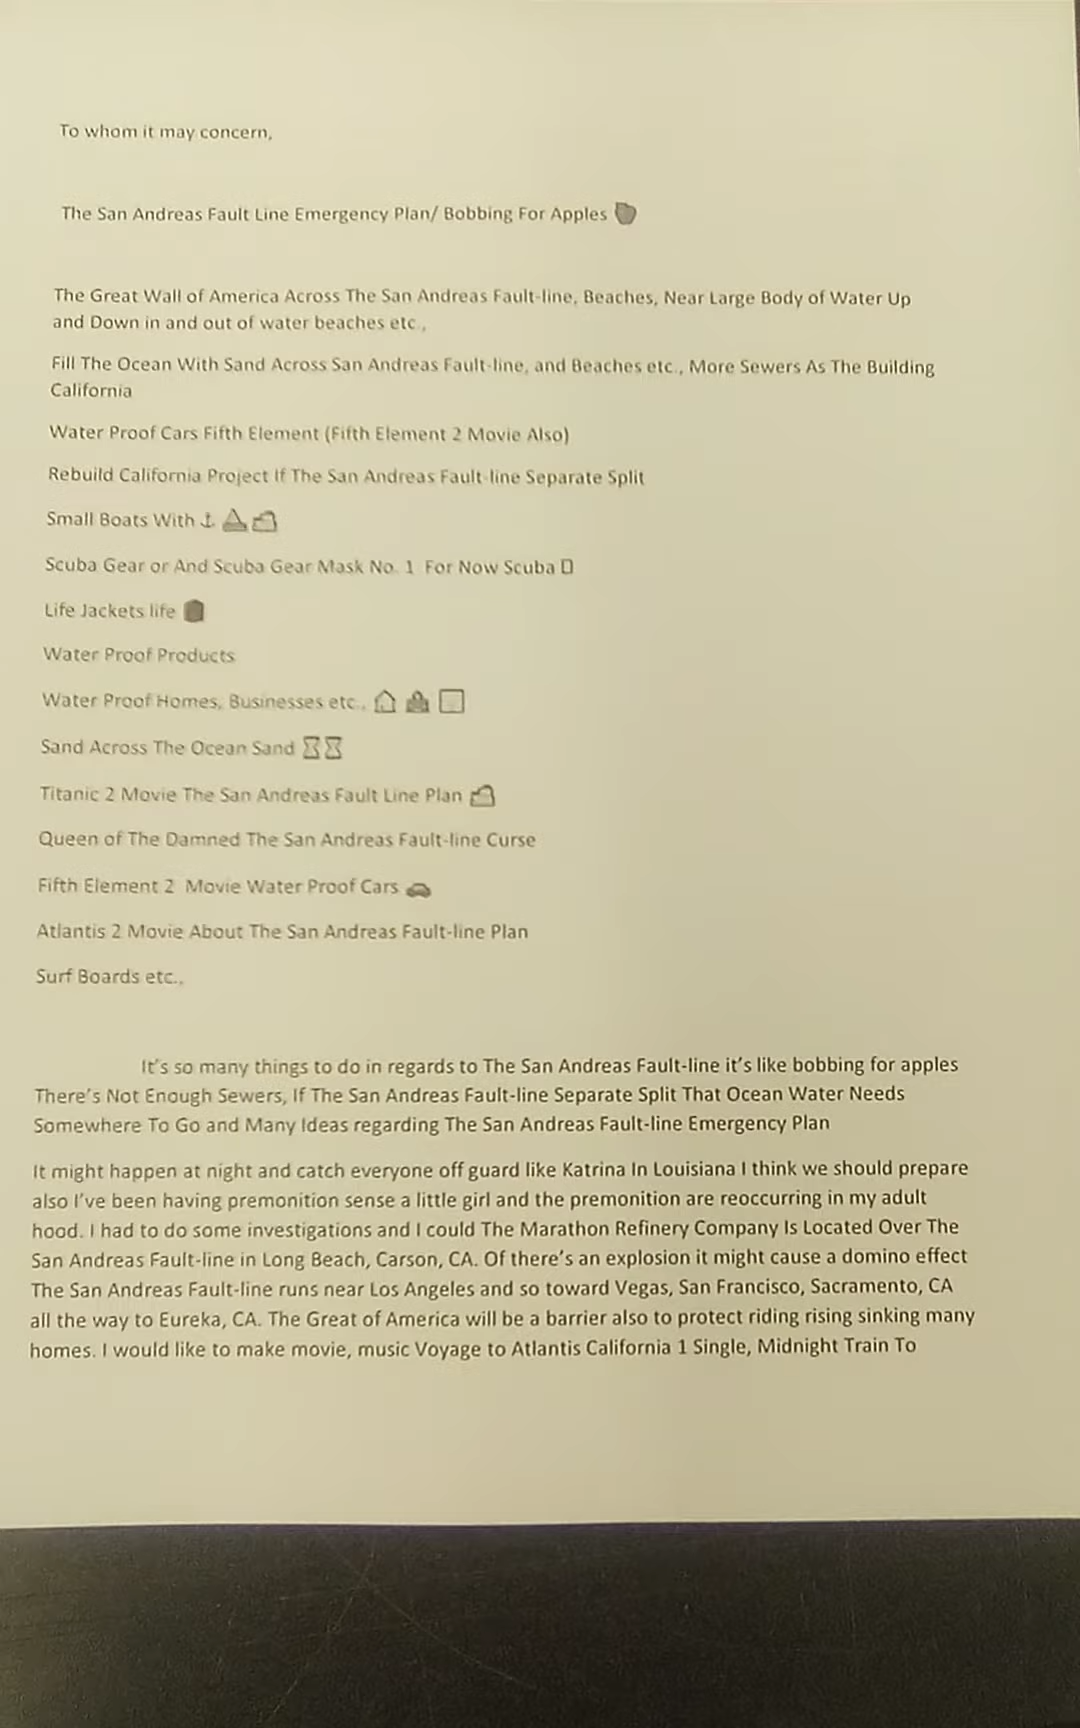 To whom it may concern,
The San Andreas Fault Line Emergency Plan/ Bobbing For Apples
The Great Wall of America Across The San Andreas Fault-line, Beaches, Near Large Body of Water Up
and Down in and out of water beaches etc.,
Fill The Ocean With Sand Across San Andreas Fault-line, and Beaches etc., More Sewers As The Building
California
Water Proof Cars Fifth Element (Fifth Element 2 Movie Also)
Rebuild California Project If The San Andreas Fault-line Separate Split
Small Boats With
Scuba Gear or And Scuba Gear Mask No. 1 For Now Scuba
Life Jackets life
Water Proof Products
Water Proof Homes, Businesses etc.,
Sand Across The Ocean Sand
Titanic 2 Movie The San Andreas Fault Line Plan
Queen of The Damned The San Andreas Fault-line Curse
Fifth Element 2 Movie Water Proof Cars
Atlantis 2 Movie About The San Andreas Fault-line Plan
Surf Boards etc.,
It's so many things to do in regards to The San Andreas Fault-line it's like bobbing for apples
There's Not Enough Sewers, If The San Andreas Fault-line Separate Split That Ocean Water Needs
Somewhere To Go and Many Ideas regarding The San Andreas Fault-line Emergency Plan
It might happen at night and catch everyone off guard like Katrina In Louisiana I think we should prepare
also I've been having premonition sense a little girl and the premonition are reoccurring in my adult
hood. I had to do some investigations and I could The Marathon Refinery Company Is Located Over The
San Andreas Fault-line in Long Beach, Carson, CA. Of there's an explosion it might cause a domino effect
The San Andreas Fault-line runs near Los Angeles and so toward Vegas, San Francisco, Sacramento, CA
all the way to Eureka, CA. The Great of America will be a barrier also to protect riding rising sinking many
homes. I would like to make movie, music Voyage to Atlantis California 1 Single, Midnight Train To